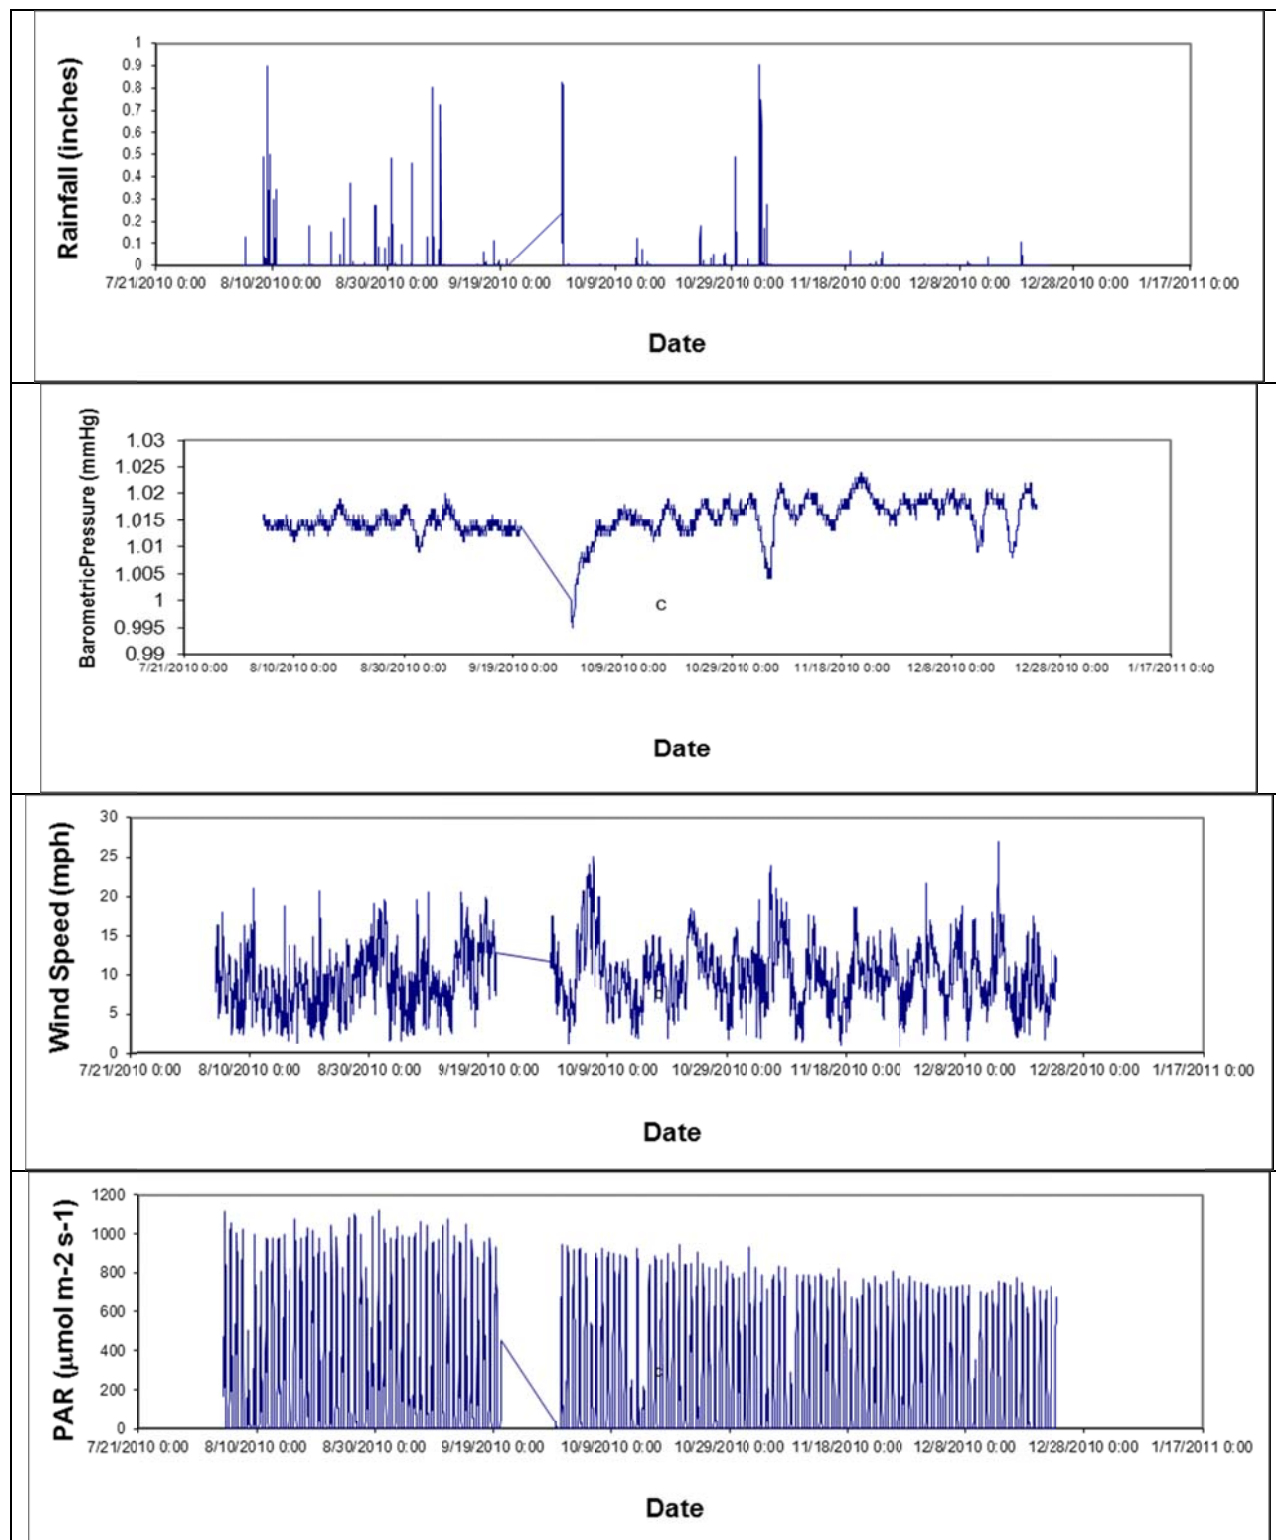 Rainfall (inches)
1
0.9
0.8
0.7
0.6
0.5
0.4
0.3
0.2
0.1
0
7/21/2010 0:00 8/10/2010 0:00 8/30/2010 0:00 9/19/2010 0:00 10/9/2010 0:00 10/29/2010 0:00 11/18/2010 0:00 12/8/2010 0:00 12/28/2010 0:00 1/17/2011 0:00
Date
BarometricPressure (mmHg)
1.03
1.025
1.02
1.015
1.01
1.005
1
0.995
0.99
C
7/21/2010 0:00 8/10/2010 0:00 8/30/2010 0:00 9/19/2010 0:00 10/9/2010 0:00 10/29/2010 0:00 11/18/2010 0:00 12/8/2010 0:00 12/28/2010 0:00 1/17/2011 0:00
Date
Wind Speed (mph)
30
25
20
15
10
5
0
7/21/2010 0:00 8/10/2010 0:00 8/30/2010 0:00 9/19/2010 0:00 10/9/2010 0:00 10/29/2010 0:00 11/18/2010 0:00 12/8/2010 0:00 12/28/2010 0:00 1/17/2011 0:00
Date
PAR (µmol m-2 s-1)
1200
1000
800
600
400
200
0
7/21/2010 0:00 8/10/2010 0:00 8/30/2010 0:00 9/19/2010 0:00 10/9/2010 0:00 10/29/2010 0:00 11/18/2010 0:00 12/8/2010 0:00 12/28/2010 0:00 1/17/2011 0:00
Date